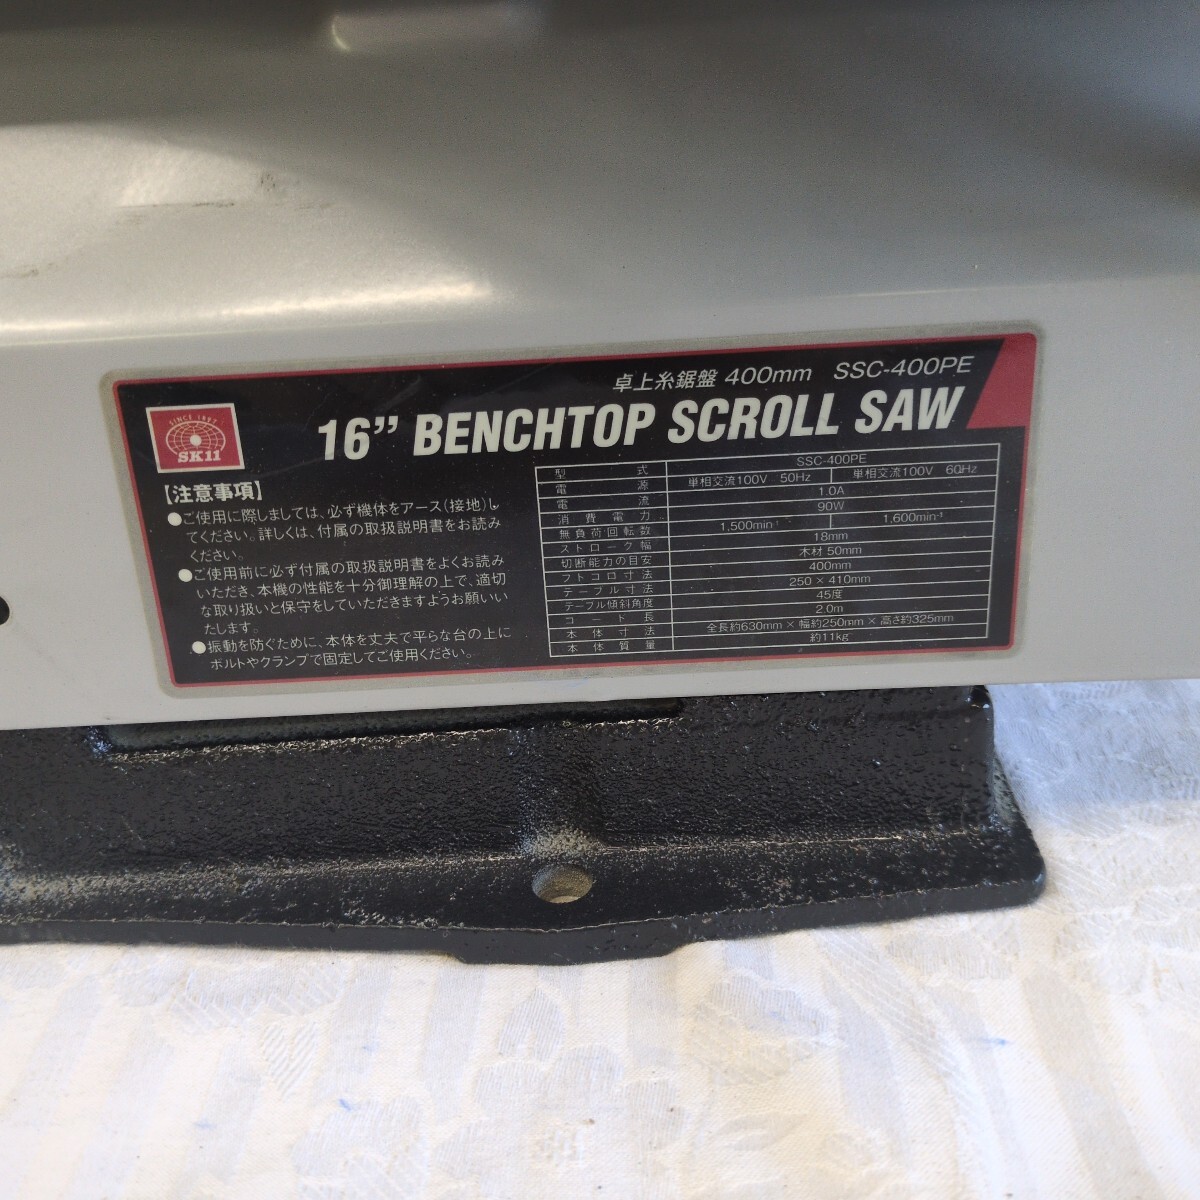 卓上糸鋸盤 400mm SSC-400PE
16” BENCHTOP SCROLL SAW
SINCE 1897
SK11
【注意事項】
●ご使用に際しましては、必ず機体をアース(接地)し
てください。詳しくは、付属の取扱説明書をお読み
ください。
●ご使用前に必ず付属の取扱説明書をよくお読み
いただき、本機の性能を十分御理解の上で、適切
な取り扱いと保守をしていただきますようお願いい
たします。
●振動を防ぐために、本体を丈夫で平らな台の上に
ボルトやクランプで固定してご使用ください。
型式 SSC-400PE
電源 単相交流100V 50Hz 単相交流100V 60Hz
電流 1.0A
消費電力 90W
無負荷回転数 1,500min⁻¹ 1,600min⁻¹
ストローク幅 18mm
切断能力の目安 木材 50mm
フトコロ寸法 400mm
テーブル寸法 250×410mm
テーブル傾斜角度 45度
コード長 2.0m
本体寸法 全長約630mm×幅約250mm×高さ約325mm
本体質量 約11kg